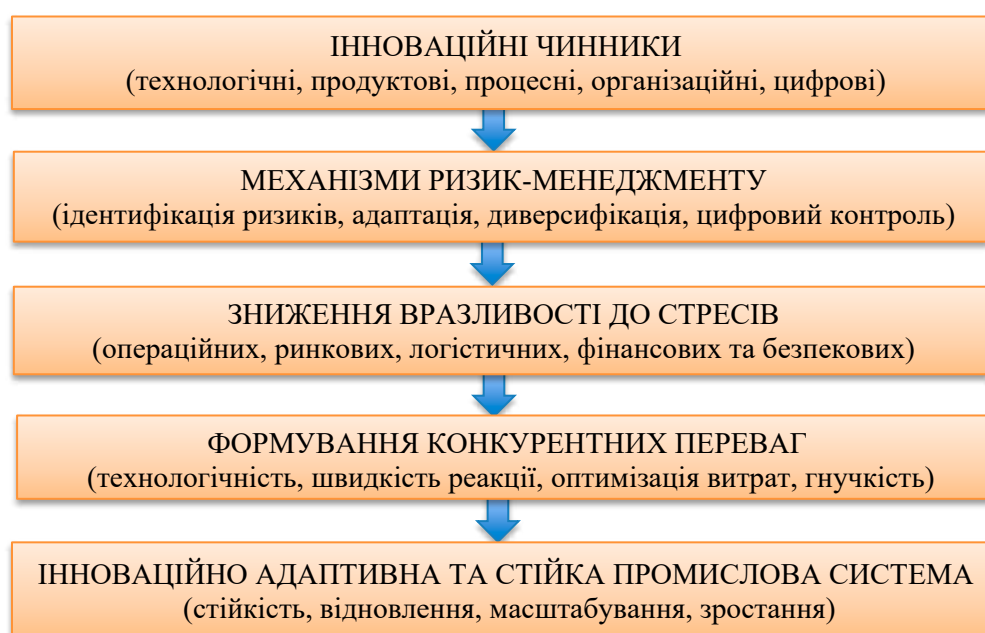 ІННОВАЦІЙНІ ЧИННИКИ
(технологічні, продуктові, процесні, організаційні, цифрові)
МЕХАНІЗМИ РИЗИК-МЕНЕДЖМЕНТУ
(ідентифікація ризиків, адаптація, диверсифікація, цифровий контроль)
ЗНИЖЕННЯ ВРАЗЛИВОСТІ ДО СТРЕСІВ
(операційних, ринкових, логістичних, фінансових та безпекових)
ФОРМУВАННЯ КОНКУРЕНТНИХ ПЕРЕВАГ
(технологічність, швидкість реакції, оптимізація витрат, гнучкість)
ІННОВАЦІЙНО АДАПТИВНА ТА СТІЙКА ПРОМИСЛОВА СИСТЕМА
(стійкість, відновлення, масштабування, зростання)